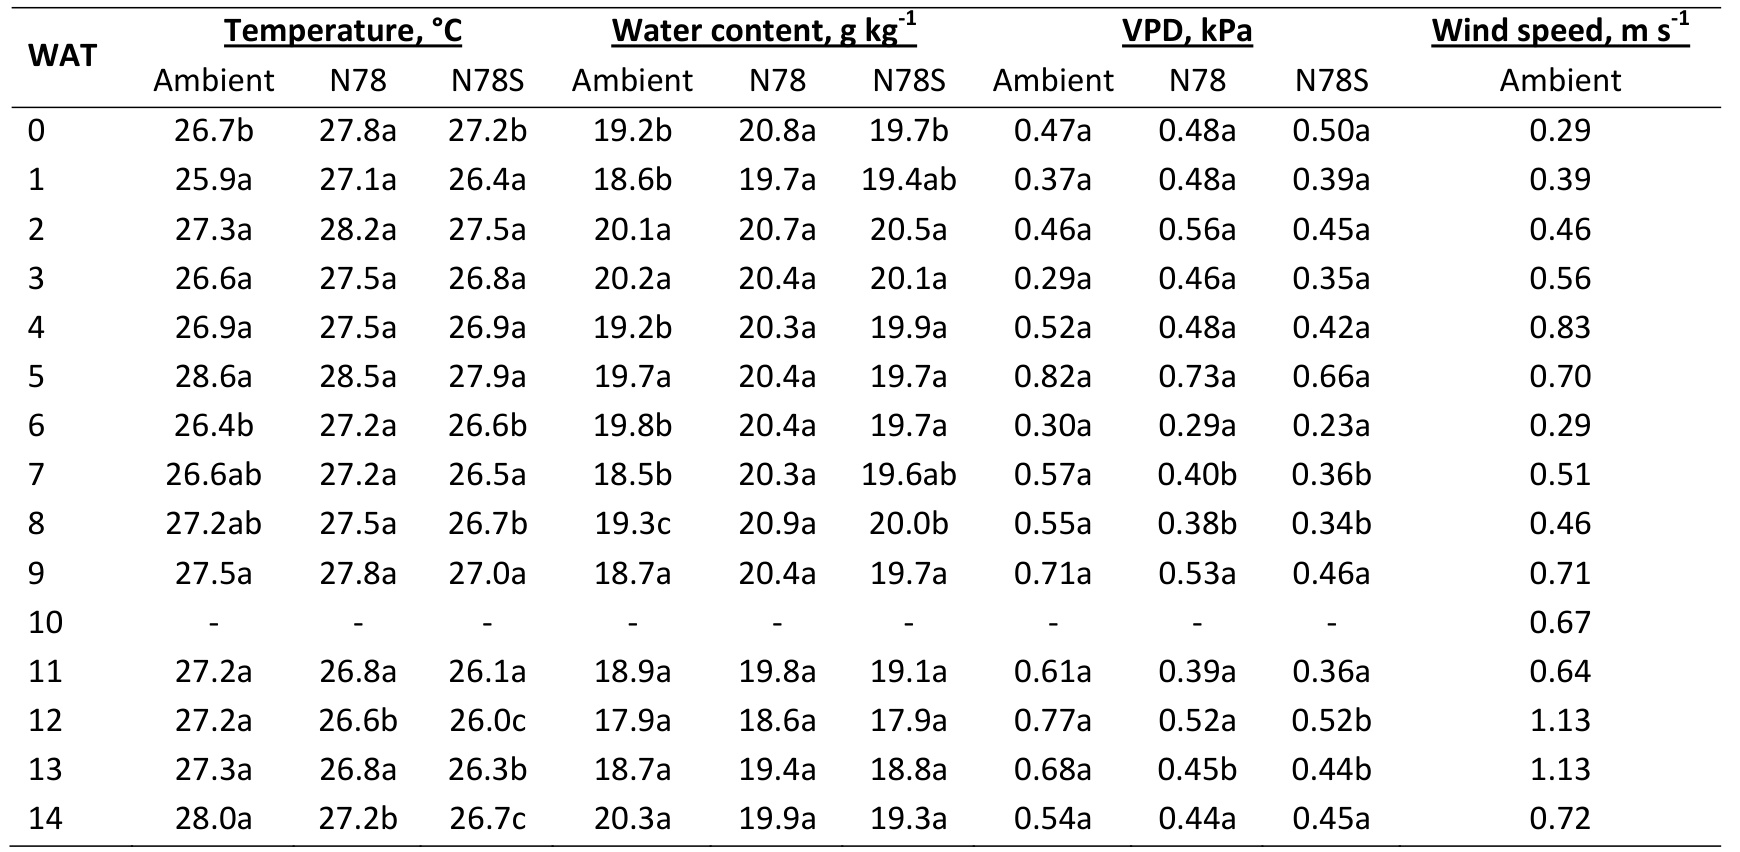 WAT Temperature, °C Water content, g kg-1 VPD, kPa Wind speed, m s-1
Ambient N78 N78S Ambient N78 N78S Ambient N78 N78S Ambient
0 26.7b 27.8a 27.2b 19.2b 20.8a 19.7b 0.47a 0.48a 0.50a 0.29
1 25.9a 27.1a 26.4a 18.6b 19.7a 19.4ab 0.37a 0.48a 0.39a 0.39
2 27.3a 28.2a 27.5a 20.1a 20.7a 20.5a 0.46a 0.56a 0.45a 0.46
3 26.6a 27.5a 26.8a 20.2a 20.4a 20.1a 0.29a 0.46a 0.35a 0.56
4 26.9a 27.5a 26.9a 19.2b 20.3a 19.9a 0.52a 0.48a 0.42a 0.83
5 28.6a 28.5a 27.9a 19.7a 20.4a 19.7a 0.82a 0.73a 0.66a 0.70
6 26.4b 27.2a 26.6b 19.8b 20.4a 19.7a 0.30a 0.29a 0.23a 0.29
7 26.6ab 27.2a 26.5a 18.5b 20.3a 19.6ab 0.57a 0.40b 0.36b 0.51
8 27.2ab 27.5a 26.7b 19.3c 20.9a 20.0b 0.55a 0.38b 0.34b 0.46
9 27.5a 27.8a 27.0a 18.7a 20.4a 19.7a 0.71a 0.53a 0.46a 0.71
10 - - - - - - - - - 0.67
11 27.2a 26.8a 26.1a 18.9a 19.8a 19.1a 0.61a 0.39a 0.36a 0.64
12 27.2a 26.6b 26.0c 17.9a 18.6a 17.9a 0.77a 0.52a 0.52b 1.13
13 27.3a 26.8a 26.3b 18.7a 19.4a 18.8a 0.68a 0.45b 0.44b 1.13
14 28.0a 27.2b 26.7c 20.3a 19.9a 19.3a 0.54a 0.44a 0.45a 0.72